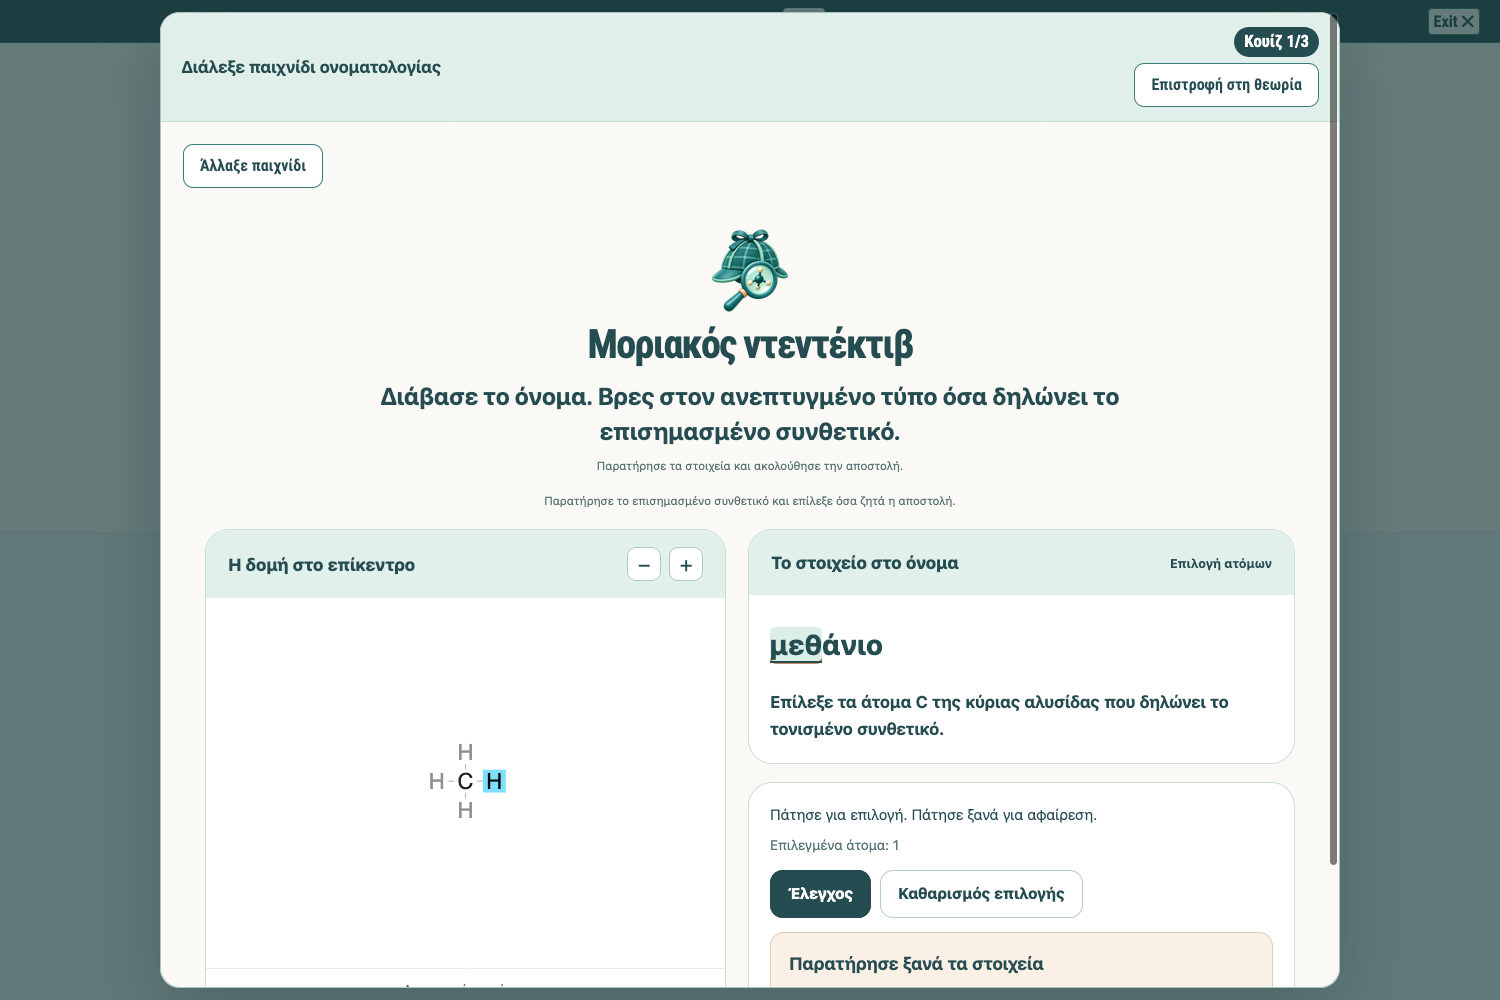 Exit ✕
Διάλεξε παιχνίδι ονοματολογίας
Κουίζ 1/3
Επιστροφή στη θεωρία
Άλλαξε παιχνίδι
Μοριακός ντεντέκτιβ
Διάβασε το όνομα. Βρες στον ανεπτυγμένο τύπο όσα δηλώνει το
επισημασμένο συνθετικό.
Παρατήρησε τα στοιχεία και ακολούθησε την αποστολή.
Παρατήρησε το επισημασμένο συνθετικό και επίλεξε όσα ζητά η αποστολή.
Η δομή στο επίκεντρο
− +
H
H C H
H
Το στοιχείο στο όνομα
Επιλογή ατόμων
μεθάνιο
Επίλεξε τα άτομα C της κύριας αλυσίδας που δηλώνει το
τονισμένο συνθετικό.
Πάτησε για επιλογή. Πάτησε ξανά για αφαίρεση.
Επιλεγμένα άτομα: 1
Έλεγχος
Καθαρισμός επιλογής
Παρατήρησε ξανά τα στοιχεία